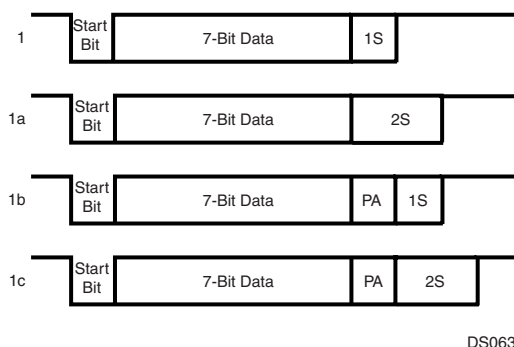 1 Start Bit 7-Bit Data 1S
1a Start Bit 7-Bit Data 2S
1b Start Bit 7-Bit Data PA 1S
1c Start Bit 7-Bit Data PA 2S
DS063